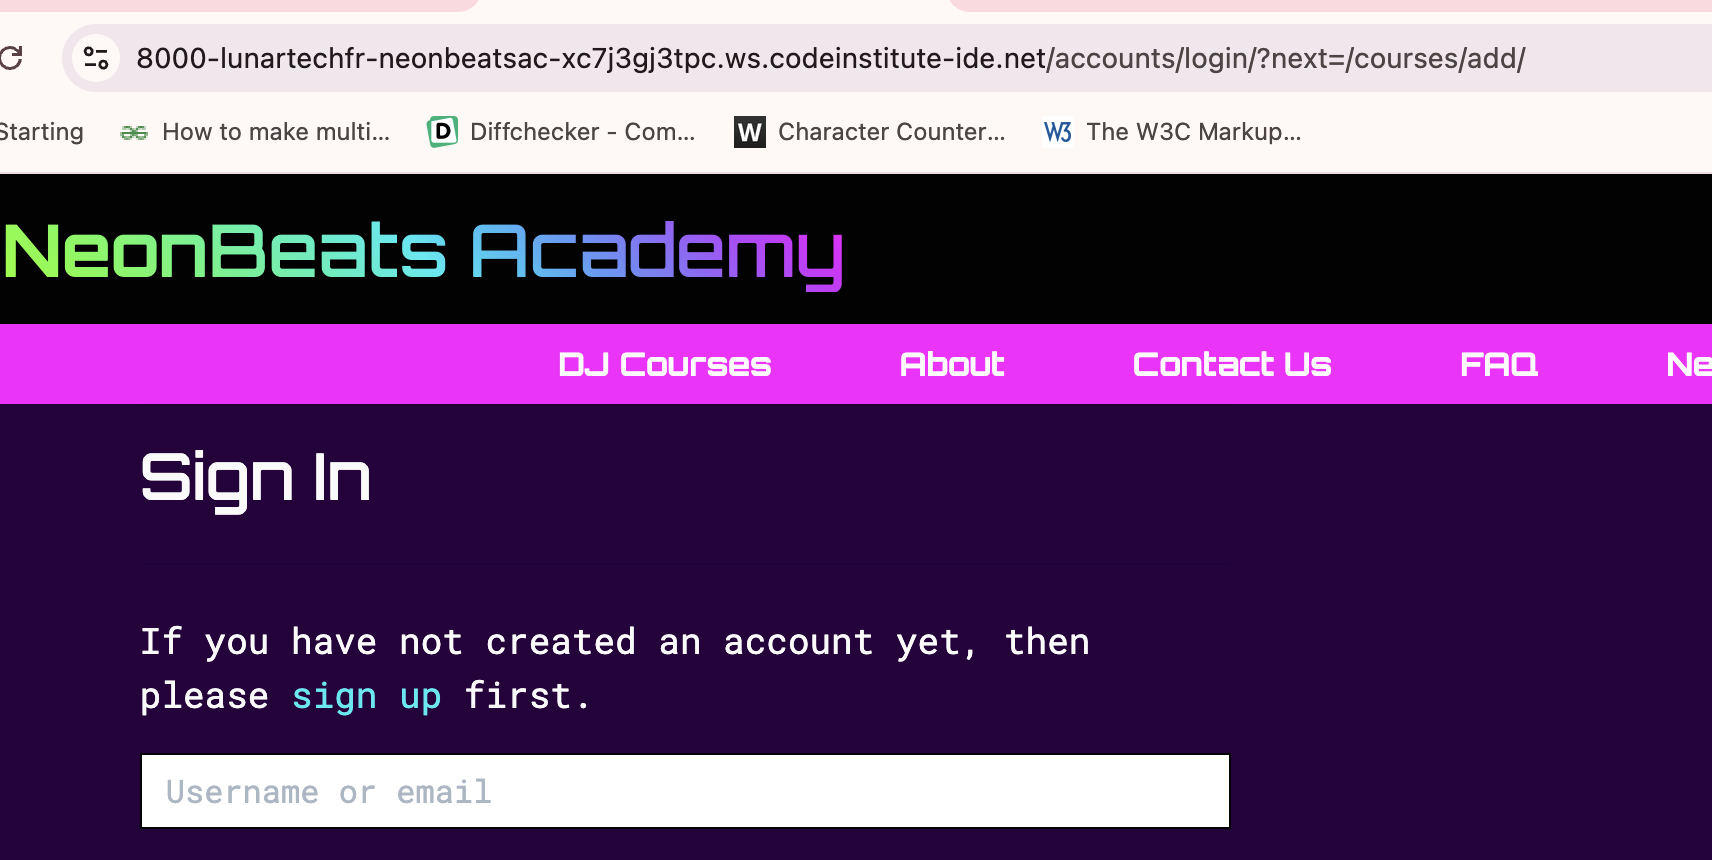 8000-lunartechfr-neonbeatsac-xc7j3gj3tpc.ws.codeinstitute-ide.net/accounts/login/?next=/courses/add/
Starting How to make multi... D Diffchecker - Com... W Character Counter... W3 The W3C Markup...
NeonBeats Academy
DJ Courses About Contact Us FAQ Ne
Sign In
If you have not created an account yet, then
please sign up first.
Username or email